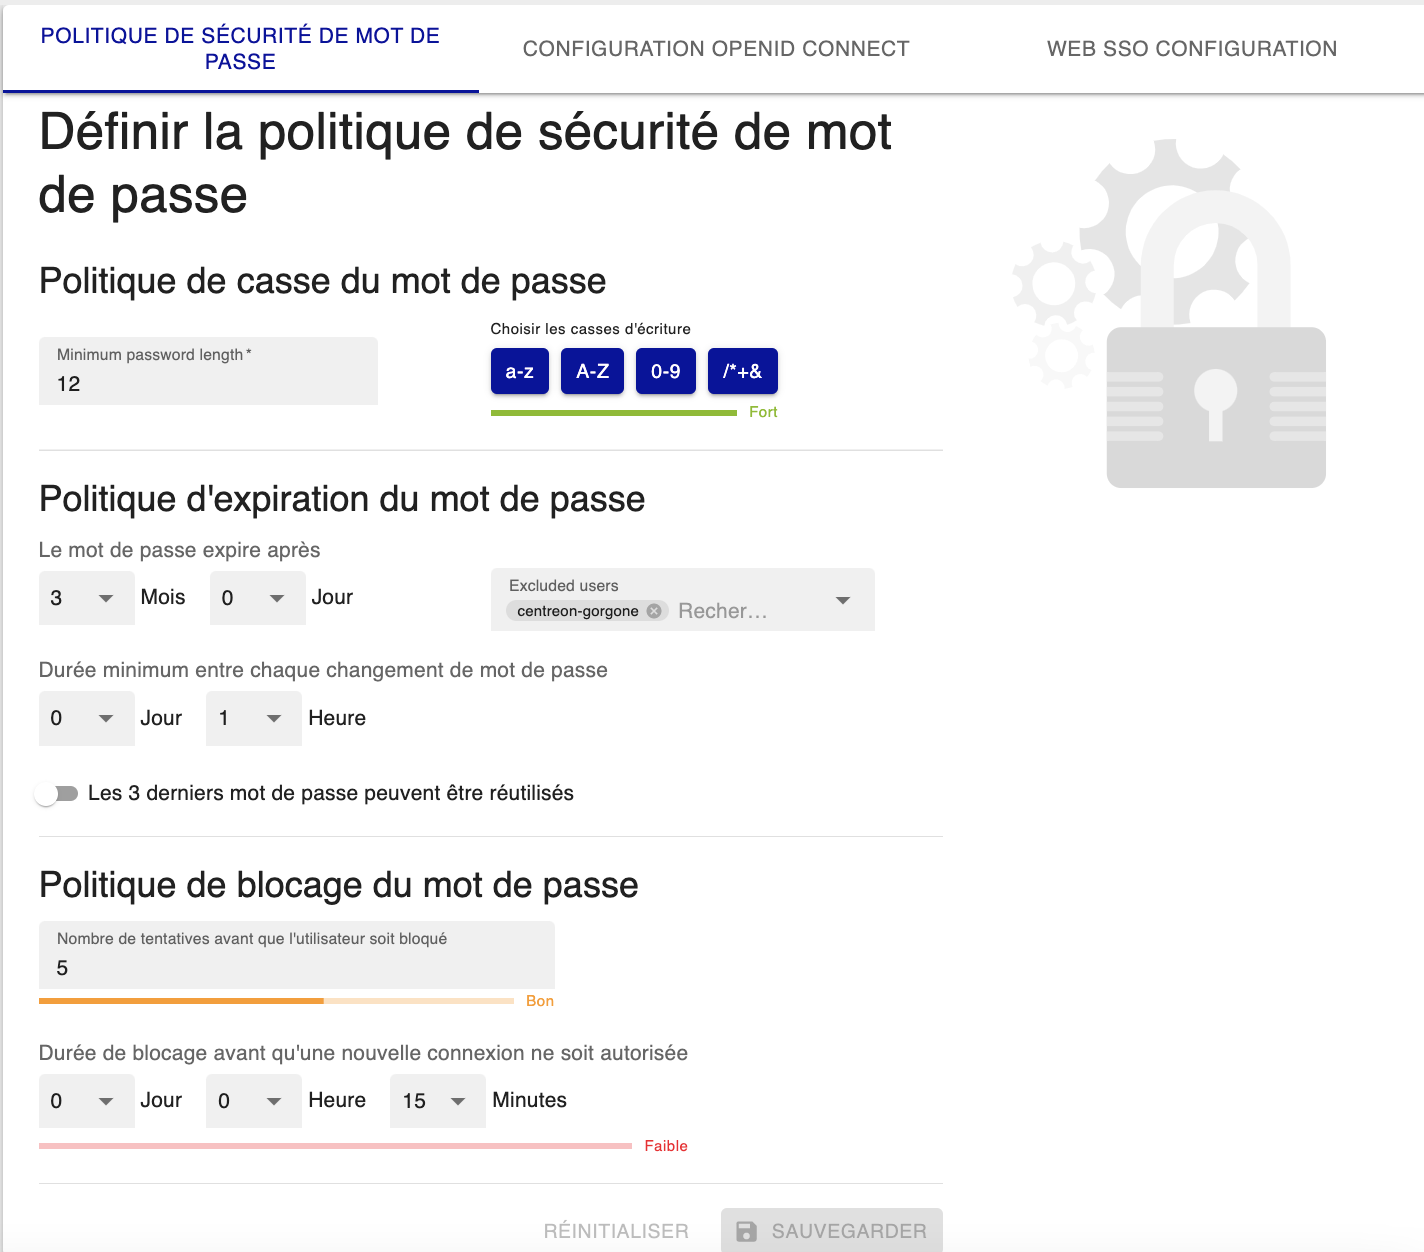 POLITIQUE DE SÉCURITÉ DE MOT DE
PASSE
CONFIGURATION OPENID CONNECT
WEB SSO CONFIGURATION
Définir la politique de sécurité de mot
de passe
Politique de casse du mot de passe
Minimum password length*
12
Choisir les casses d'écriture
a-z A-Z 0-9 /*+&
Fort
Politique d'expiration du mot de passe
Le mot de passe expire après
3 Mois 0 Jour
Excluded users
centreon-gorgone Recher...
Durée minimum entre chaque changement de mot de passe
0 Jour 1 Heure
Les 3 derniers mot de passe peuvent être réutilisés
Politique de blocage du mot de passe
Nombre de tentatives avant que l'utilisateur soit bloqué
5
Bon
Durée de blocage avant qu'une nouvelle connexion ne soit autorisée
0 Jour 0 Heure 15 Minutes
Faible
RÉINITIALISER SAUVEGARDER